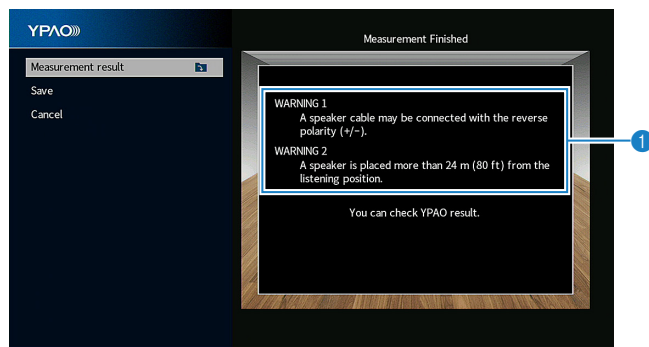 YPAO
Measurement Finished
Measurement result
Save
Cancel
WARNING 1
A speaker cable may be connected with the reverse
polarity (+/−).
WARNING 2
A speaker is placed more than 24 m (80 ft) from the
listening position.
You can check YPAO result.
1